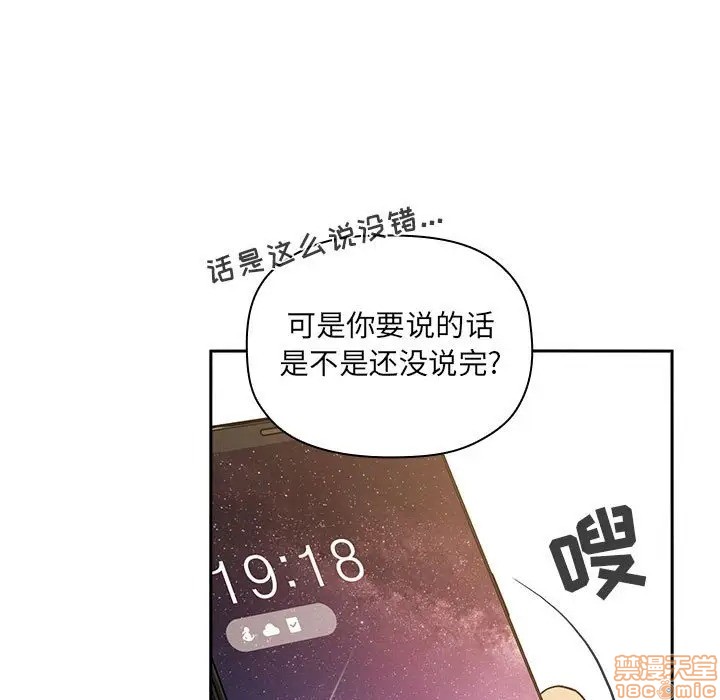 话是这么说没错...
可是你要说的话
是不是还没说完?
19:18
嗖
禁漫天堂
18comic.vip